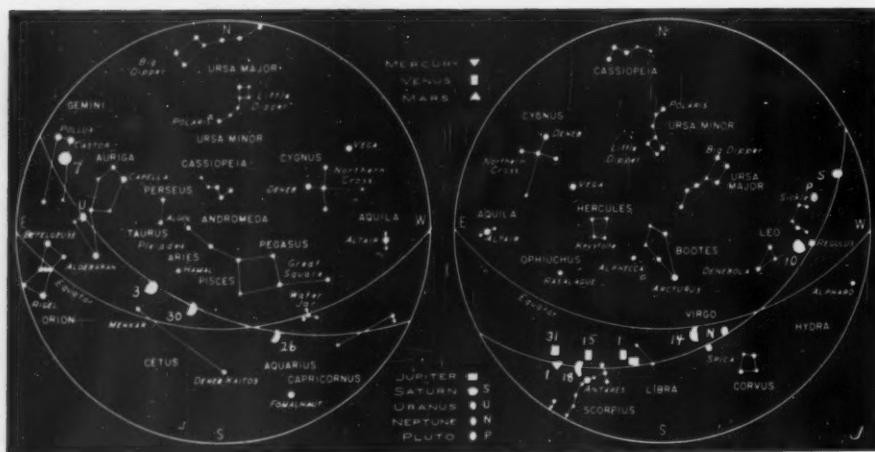 N
Big Dipper
URSA MAJOR
Little Dipper
Polaris
URSA MINOR
GEMINI
Pollux
Castor
7
AURIGA
Capella
CASSIOPEIA
PERSEUS
Algol
CYGNUS
Vega
Northern Cross
Deneb
U
ANDROMEDA
TAURUS
Pleiades
ARIES
Hamal
PISCES
PEGASUS
Great Square
AQUILA
Altair
E
W
Betelgeuse
Aldebaran
Rigel
ORION
Equator
3
30
Menkar
Water Jar
26
CETUS
AQUARIUS
CAPRICORNUS
Deneb Kaitos
Fomalhaut
J
S
MERCURY
VENUS
MARS
JUPITER
SATURN S
URANUS U
NEPTUNE N
PLUTO P
N
CASSIOPEIA
Polaris
URSA MINOR
CYGNUS
Deneb
Northern Cross
Little Dipper
Big Dipper
URSA MAJOR
Vega
HERCULES
Keystone
S
P
Sickle
LEO
10
Regulus
E
W
AQUILA
Altair
OPHIUCHUS
Rasalague
Alphecca
BOOTES
Arcturus
Denebola
Alphard
Equator
VIRGO
HYDRA
14
N
Spica
31
15
1
1
18
Antares
LIBRA
CORVUS
SCORPIUS
S
J